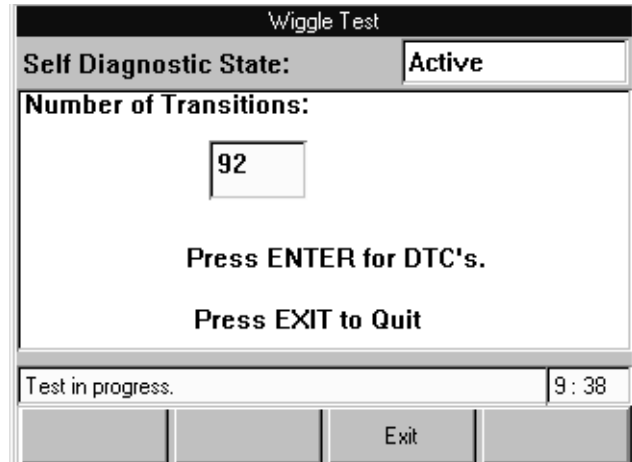 Wiggle Test
Self Diagnostic State: Active
Number of Transitions:
92
Press ENTER for DTC's.
Press EXIT to Quit
Test in progress. 9 : 38
Exit